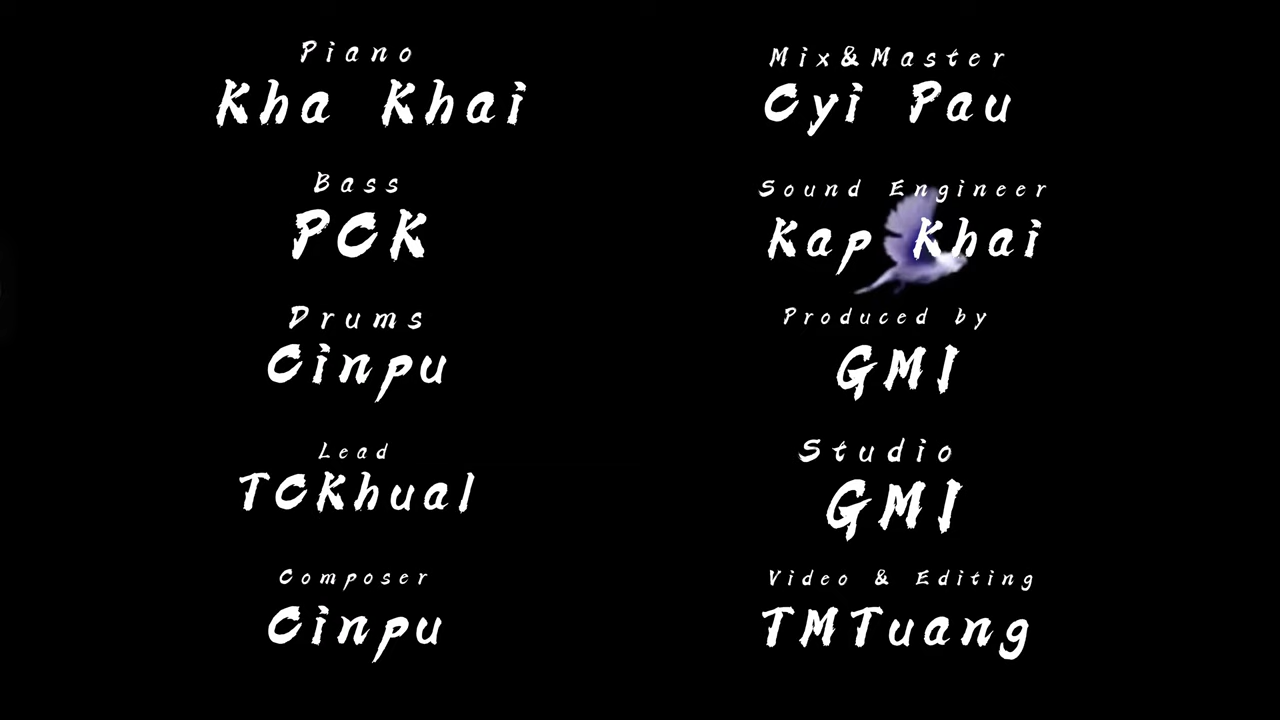 Piano
Kha Khai
Bass
PCK
Drums
Cinpu
Lead
TCKhual
Composer
Cinpu
Mix&Master
Cyi Pau
Sound Engineer
Kap Khai
Produced by
GMI
Studio
GMI
Video & Editing
TMTuang